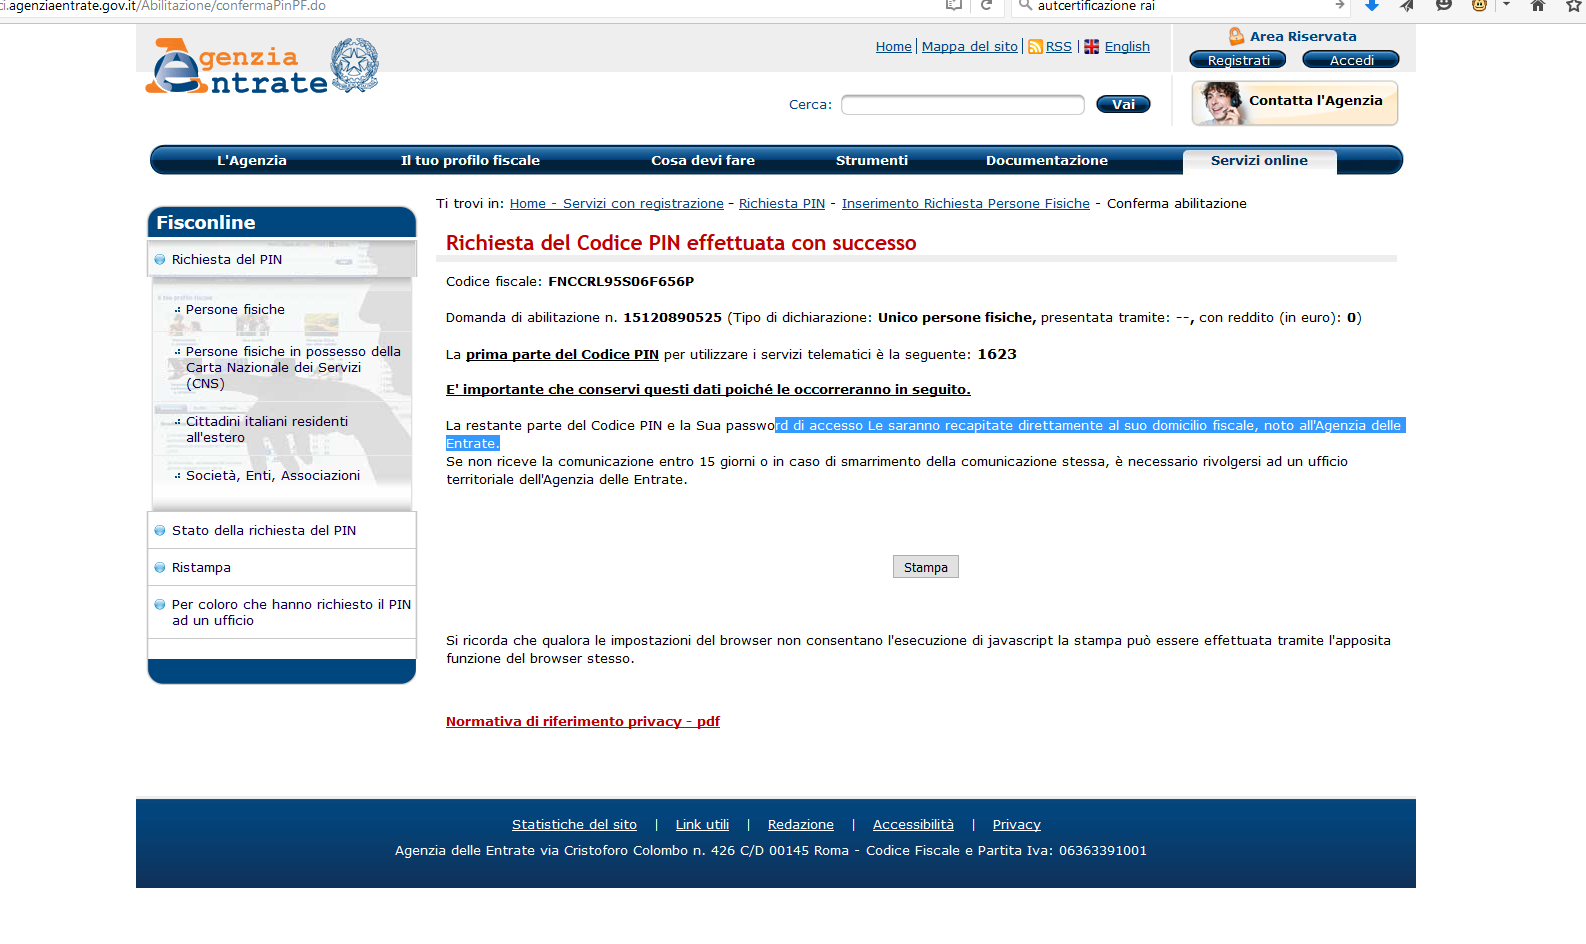 ci.agenziaentrate.gov.it/Abilitazione/confermaPinPF.do
autcertificazione rai
Agenzia
Entrate
Home | Mappa del sito | RSS | English
Area Riservata
Registrati Accedi
Cerca: Vai
Contatta l'Agenzia
L'Agenzia Il tuo profilo fiscale Cosa devi fare Strumenti Documentazione Servizi online
Ti trovi in: Home - Servizi con registrazione - Richiesta PIN - Inserimento Richiesta Persone Fisiche - Conferma abilitazione
Fisconline
Richiesta del PIN
Persone fisiche
Persone fisiche in possesso della
Carta Nazionale dei Servizi
(CNS)
Cittadini italiani residenti
all'estero
Società, Enti, Associazioni
Stato della richiesta del PIN
Ristampa
Per coloro che hanno richiesto il PIN
ad un ufficio
Richiesta del Codice PIN effettuata con successo
Codice fiscale: FNCCRL95S06F656P
Domanda di abilitazione n. 15120890525 (Tipo di dichiarazione: Unico persone fisiche, presentata tramite: --, con reddito (in euro): 0)
La prima parte del Codice PIN per utilizzare i servizi telematici è la seguente: 1623
E' importante che conservi questi dati poiché le occorreranno in seguito.
La restante parte del Codice PIN e la Sua password di accesso Le saranno recapitate direttamente al suo domicilio fiscale, noto all'Agenzia delle
Entrate.
Se non riceve la comunicazione entro 15 giorni o in caso di smarrimento della comunicazione stessa, è necessario rivolgersi ad un ufficio
territoriale dell'Agenzia delle Entrate.
Stampa
Si ricorda che qualora le impostazioni del browser non consentano l'esecuzione di javascript la stampa può essere effettuata tramite l'apposita
funzione del browser stesso.
Normativa di riferimento privacy - pdf
Statistiche del sito | Link utili | Redazione | Accessibilità | Privacy
Agenzia delle Entrate via Cristoforo Colombo n. 426 C/D 00145 Roma - Codice Fiscale e Partita Iva: 06363391001